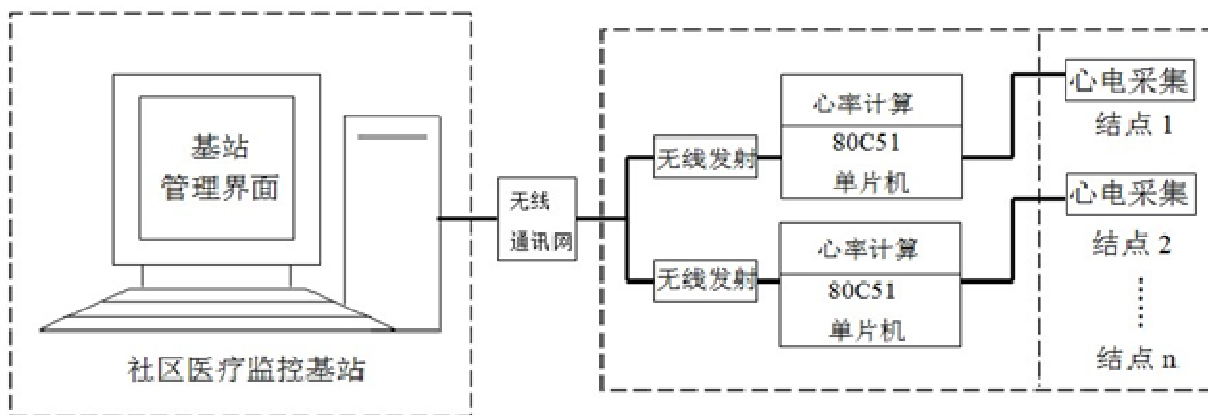 基站
管理界面
社区医疗监控基站
无线
通讯网
无线发射
心率计算
80C51
单片机
心电采集
结点 1
无线发射
心率计算
80C51
单片机
心电采集
结点 2
......
结点 n